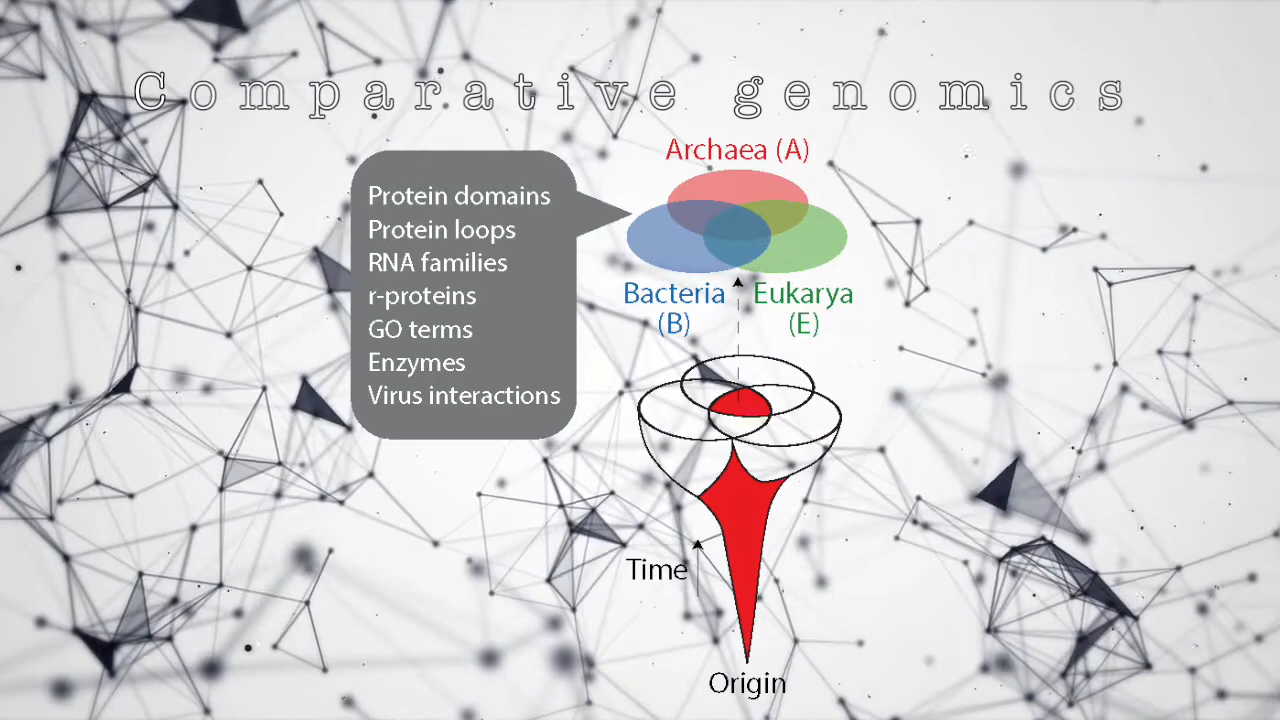 Comparative genomics
Archaea (A)
Protein domains
Protein loops
RNA families
r-proteins
GO terms
Enzymes
Virus interactions
Bacteria
(B)
Eukarya
(E)
Time
Origin